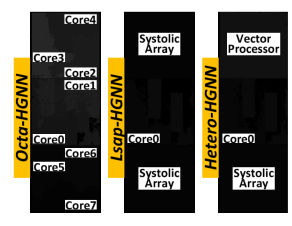 Octa-HGNN
Core4
Core3
Core2
Core1
Core0
Core6
Core5
Core7
Lsap-HGNN
Systolic
Array
Core0
Systolic
Array
Hetero-HGNN
Vector
Processor
Core0
Systolic
Array